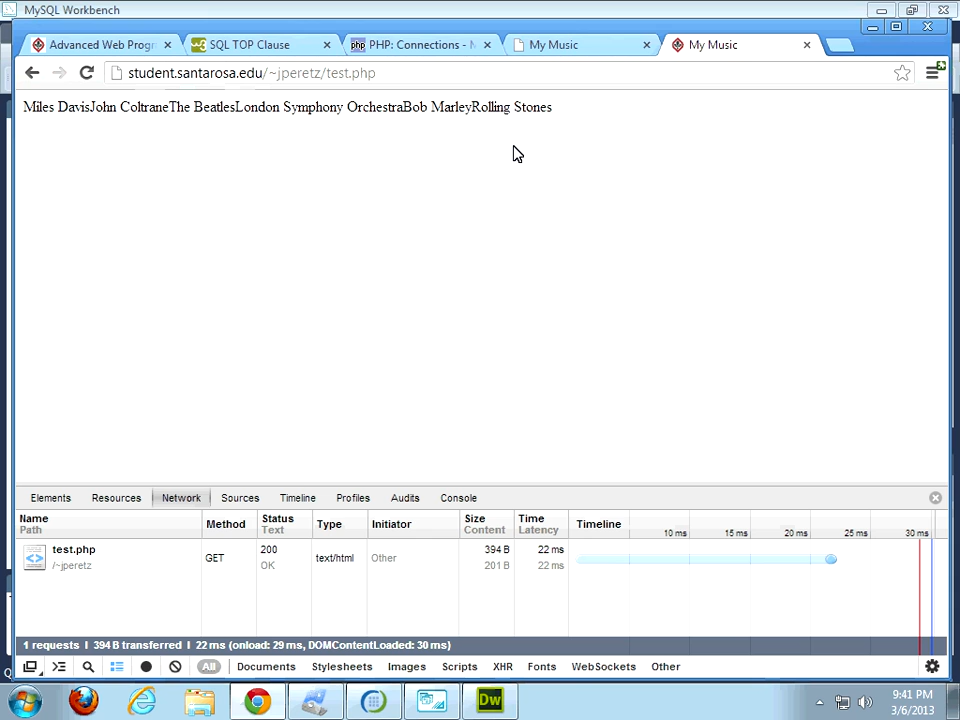 MySQL Workbench
Advanced Web Progr
SQL TOP Clause
PHP: Connections - M
My Music
My Music
student.santarosa.edu/~jperetz/test.php
Miles DavisJohn ColtraneThe BeatlesLondon Symphony OrchestraBob MarleyRolling Stones
Elements Resources Network Sources Timeline Profiles Audits Console
Name Path
Method
Status Text
Type
Initiator
Size Content
Time Latency
Timeline
10 ms 15 ms 20 ms 25 ms 30 ms
test.php
/~jperetz
GET
200
OK
text/html
Other
394 B
201 B
22 ms
22 ms
1 requests | 394 B transferred | 22 ms (onload: 29 ms, DOMContentLoaded: 30 ms)
All Documents Stylesheets Images Scripts XHR Fonts WebSockets Other
Dw
9:41 PM
3/6/2013